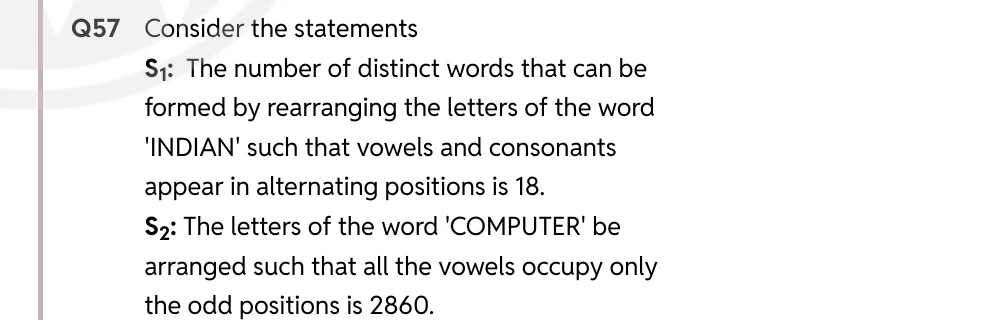 Q57 Consider the statements
S₁: The number of distinct words that can be
formed by rearranging the letters of the word
'INDIAN' such that vowels and consonants
appear in alternating positions is 18.
S₂: The letters of the word 'COMPUTER' be
arranged such that all the vowels occupy only
the odd positions is 2860.